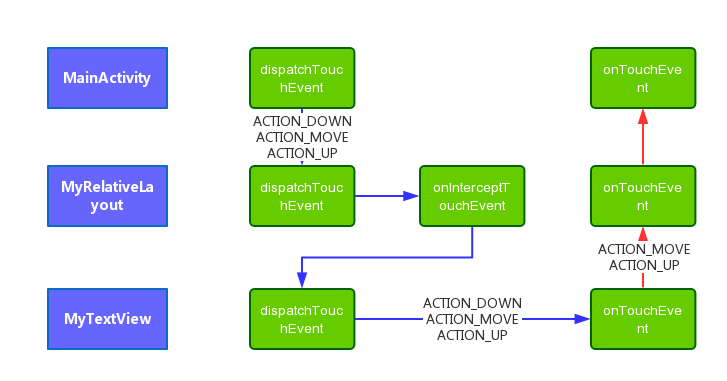 MainActivity
dispatchTouc
hEvent
onTouchEve
nt
ACTION_DOWN
ACTION_MOVE
ACTION_UP
MyRelativeLa
yout
dispatchTouc
hEvent
onInterceptT
ouchEvent
onTouchEve
nt
ACTION_MOVE
ACTION_UP
MyTextView
dispatchTouc
hEvent
ACTION_DOWN
ACTION_MOVE
ACTION_UP
onTouchEve
nt